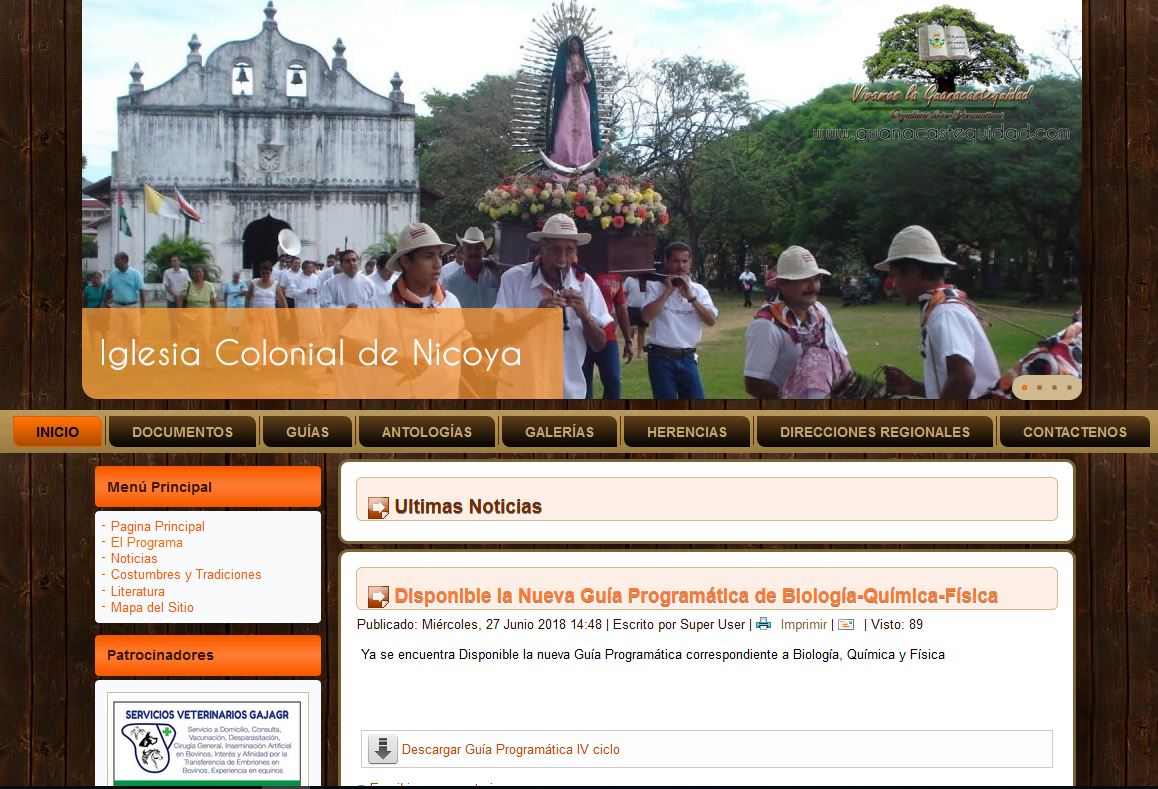 Vivamos la Guanacastequidad
www.guanacastequidad.com
Iglesia Colonial de Nicoya
INICIO
DOCUMENTOS
GUÍAS
ANTOLOGÍAS
GALERÍAS
HERENCIAS
DIRECCIONES REGIONALES
CONTACTENOS
Menú Principal
- Pagina Principal
- El Programa
- Noticias
- Costumbres y Tradiciones
- Literatura
- Mapa del Sitio
Patrocinadores
SERVICIOS VETERINARIOS GAJAGR
Servicio a Domicilio, Consulta,
Vacunación, Desparasitación,
Cirugía General, Inseminación Artificial
en Bovinos, Interés y Afinidad por la
Transferencia de Embriones en
Bovinos, Experiencia en equinos
Ultimas Noticias
Disponible la Nueva Guía Programática de Biología-Química-Física
Publicado: Miércoles, 27 Junio 2018 14:48 | Escrito por Super User | Imprimir | | Visto: 89
Ya se encuentra Disponible la nueva Guía Programática correspondiente a Biología, Química y Física
Descargar Guía Programática IV ciclo